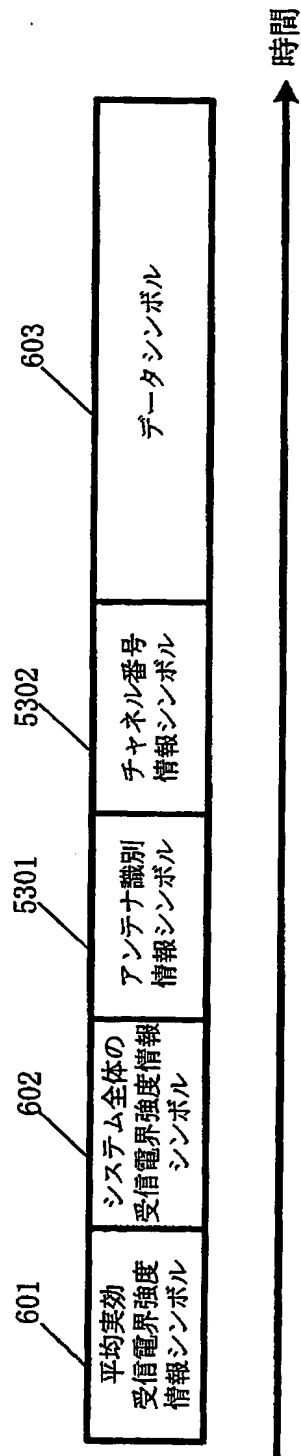 601
602
5301
5302
603
平均実効
受信電界強度
情報シンボル
システム全体の
受信電界強度情報
シンボル
アンテナ識別
情報シンボル
チャネル番号
情報シンボル
データシンボル
時間